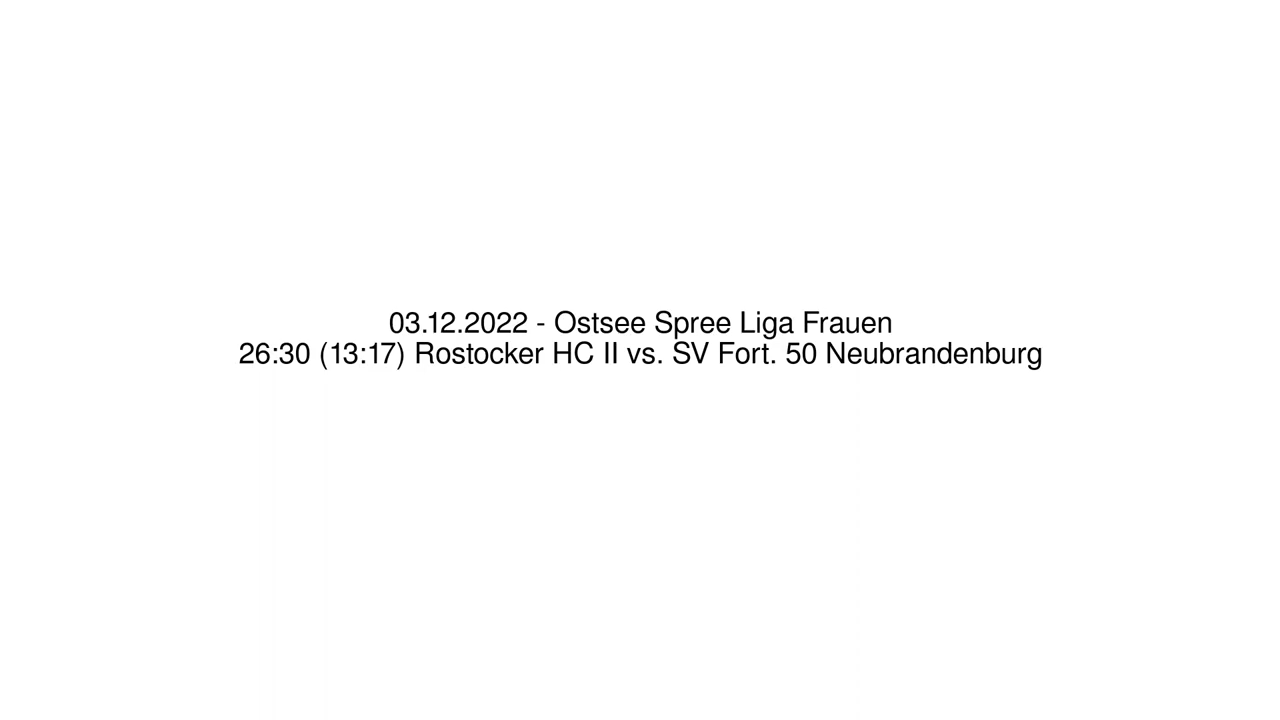 03.12.2022 - Ostsee Spree Liga Frauen
26:30 (13:17) Rostocker HC II vs. SV Fort. 50 Neubrandenburg